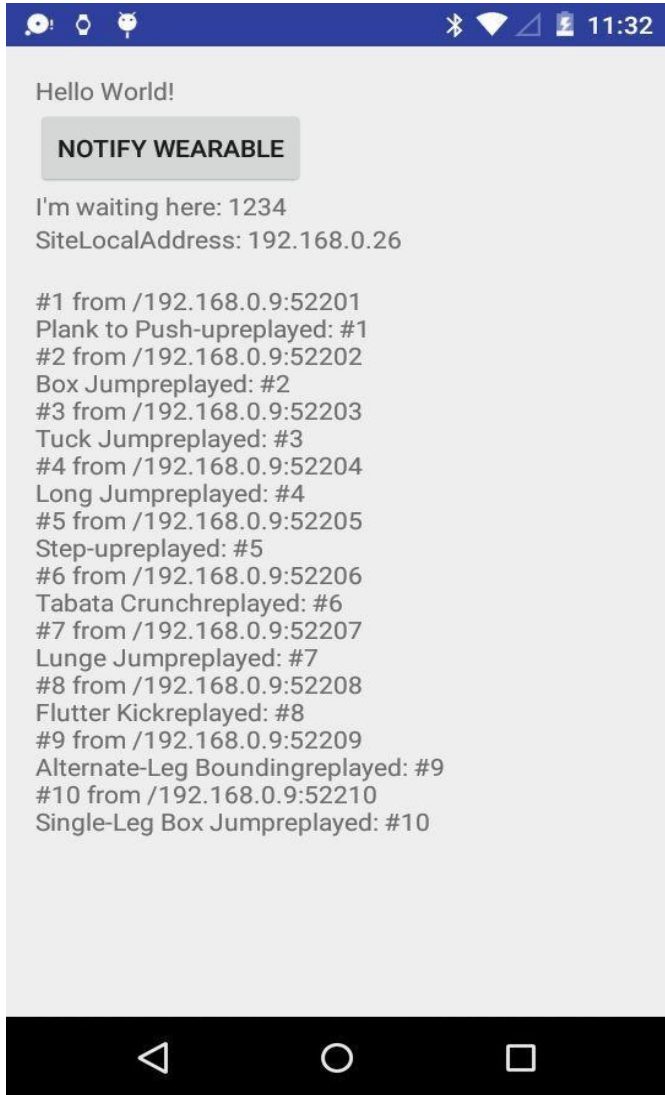 11:32
Hello World!
NOTIFY WEARABLE
I'm waiting here: 1234
SiteLocalAddress: 192.168.0.26
#1 from /192.168.0.9:52201
Plank to Push-upreplayed: #1
#2 from /192.168.0.9:52202
Box Jumpreplayed: #2
#3 from /192.168.0.9:52203
Tuck Jumpreplayed: #3
#4 from /192.168.0.9:52204
Long Jumpreplayed: #4
#5 from /192.168.0.9:52205
Step-upreplayed: #5
#6 from /192.168.0.9:52206
Tabata Crunchreplayed: #6
#7 from /192.168.0.9:52207
Lunge Jumpreplayed: #7
#8 from /192.168.0.9:52208
Flutter Kickreplayed: #8
#9 from /192.168.0.9:52209
Alternate-Leg Boundingreplayed: #9
#10 from /192.168.0.9:52210
Single-Leg Box Jumpreplayed: #10